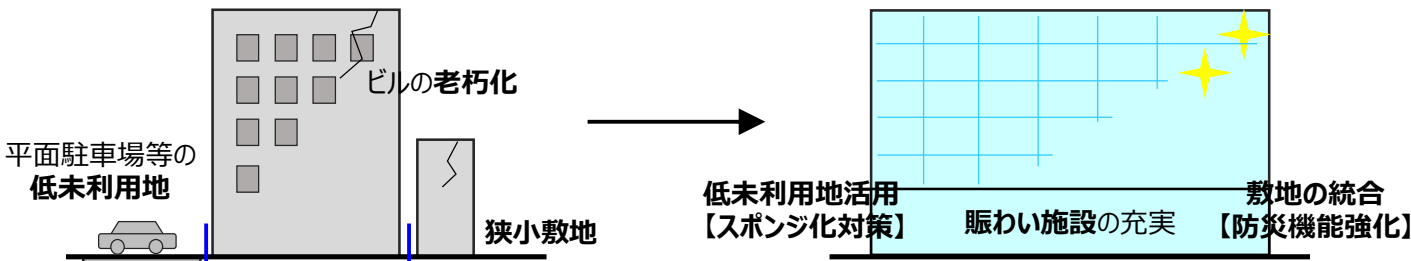 ビルの老朽化
平面駐車場等の
低未利用地
狭小敷地
低未利用地活用
【スポンジ化対策】
賑わい施設の充実
敷地の統合
【防災機能強化】